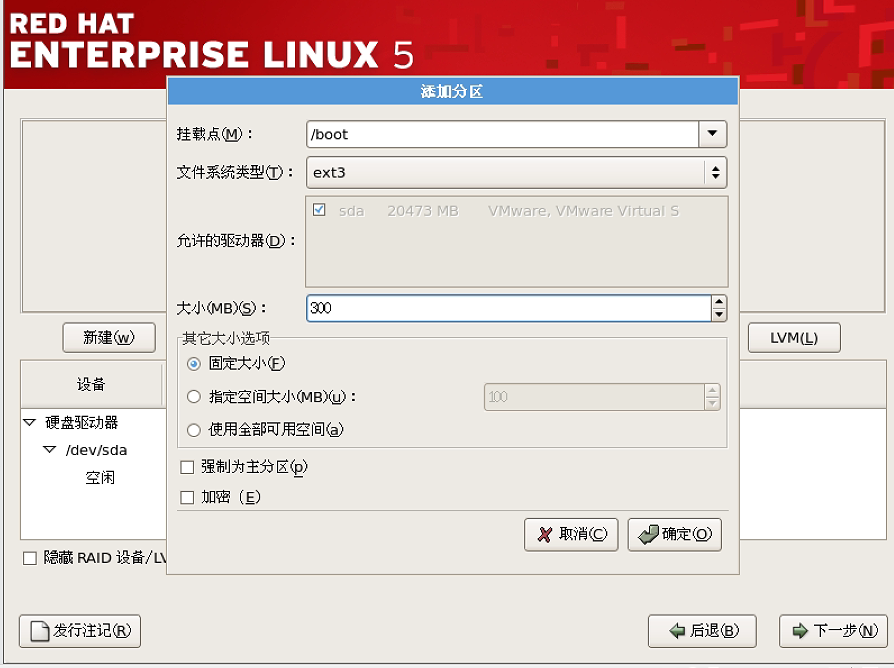 RED HAT
ENTERPRISE LINUX 5
添加分区
挂载点(M)：
/boot
文件系统类型(T)：
ext3
允许的驱动器(D)：
sda 20473 MB VMware, VMware Virtual S
大小(MB)(S)：
300
其它大小选项
固定大小(F)
指定空间大小(MB)(u)：
100
使用全部可用空间(a)
强制为主分区(p)
加密（E)
取消(C)
确定(O)
新建(w)
LVM(L)
设备
硬盘驱动器
/dev/sda
空闲
隐藏 RAID 设备/LV
发行注记(R)
后退(B)
下一步(N)